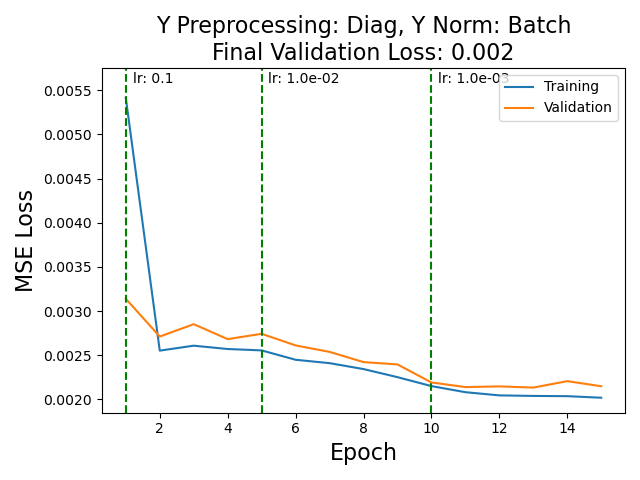 Y Preprocessing: Diag, Y Norm: Batch
Final Validation Loss: 0.002
lr: 0.1
lr: 1.0e-02
lr: 1.0e-03
Training
Validation
0.0055
0.0050
0.0045
0.0040
0.0035
0.0030
0.0025
0.0020
MSE Loss
2
4
6
8
10
12
14
Epoch